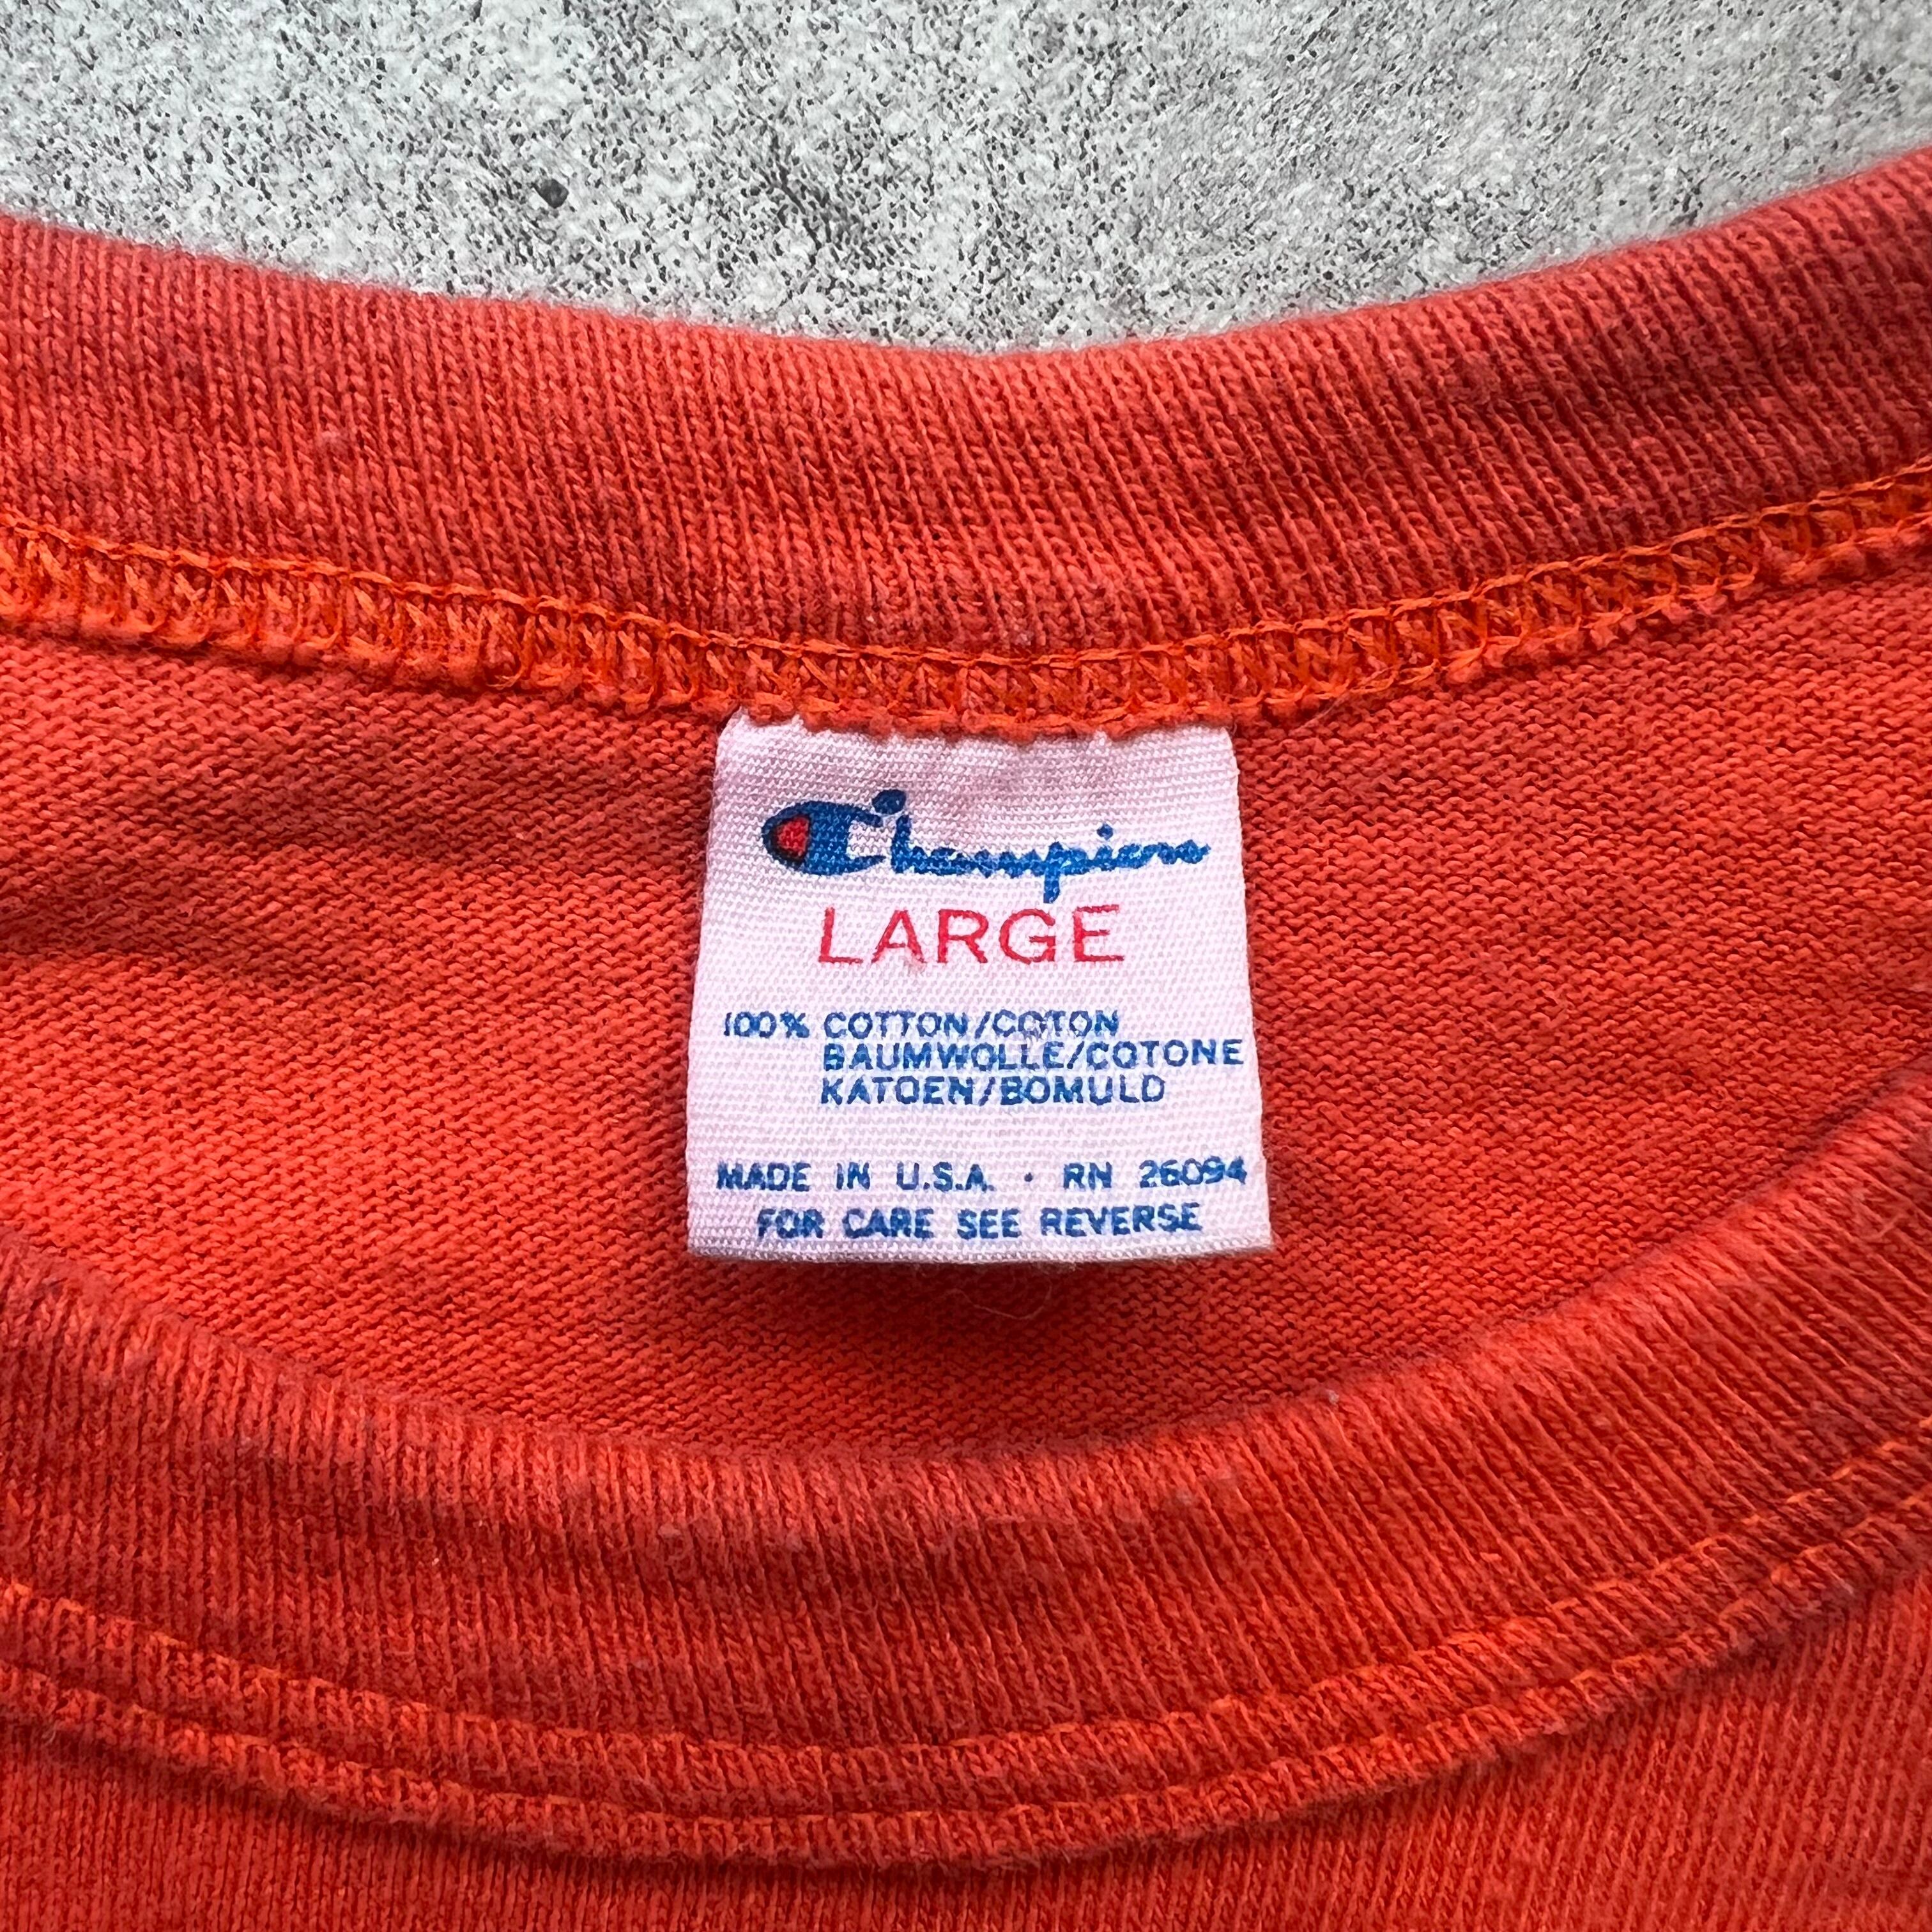 Champion
LARGE
100% COTTON/COTON
BAUMWOLLE/COTONE
KATOEN/BOMULD
MADE IN U.S.A. · RN 26094
FOR CARE SEE REVERSE